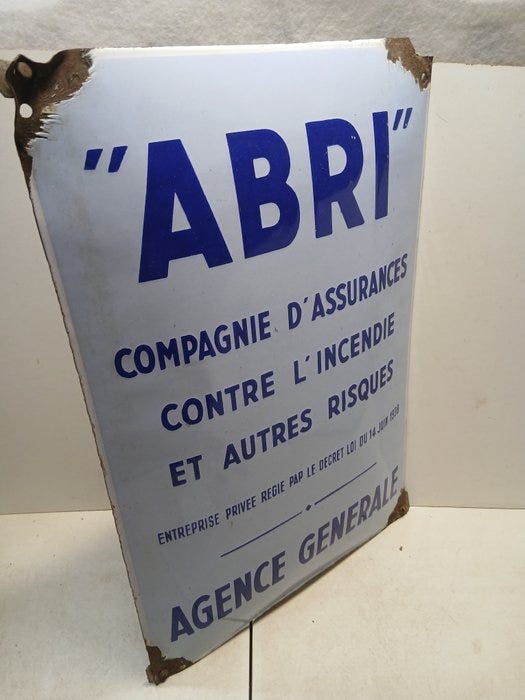 "ABRI"
COMPAGNIE D'ASSURANCES
CONTRE L'INCENDIE
ET AUTRES RISQUES
ENTREPRISE PRIVEE REGIE PAR LE DECRET LOI DU 14 JUIN 1938
AGENCE GENERALE